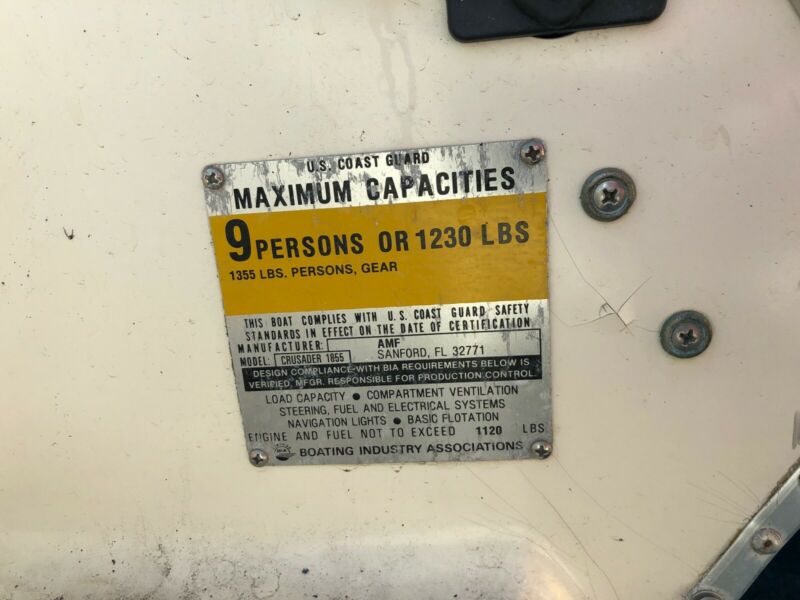 U.S. COAST GUARD
MAXIMUM CAPACITIES
9 PERSONS OR 1230 LBS
1355 LBS. PERSONS, GEAR
THIS BOAT COMPLIES WITH U.S. COAST GUARD SAFETY
STANDARDS IN EFFECT ON THE DATE OF CERTIFICATION
MANUFACTURER: AMF
MODEL: CRUSADER 1855 SANFORD, FL 32771
DESIGN COMPLIANCE WITH BIA REQUIREMENTS BELOW IS
VERIFIED. MFGR. RESPONSIBLE FOR PRODUCTION CONTROL
LOAD CAPACITY ● COMPARTMENT VENTILATION
STEERING, FUEL AND ELECTRICAL SYSTEMS
NAVIGATION LIGHTS ● BASIC FLOTATION
ENGINE AND FUEL NOT TO EXCEED 1120 LBS
BOATING INDUSTRY ASSOCIATIONS